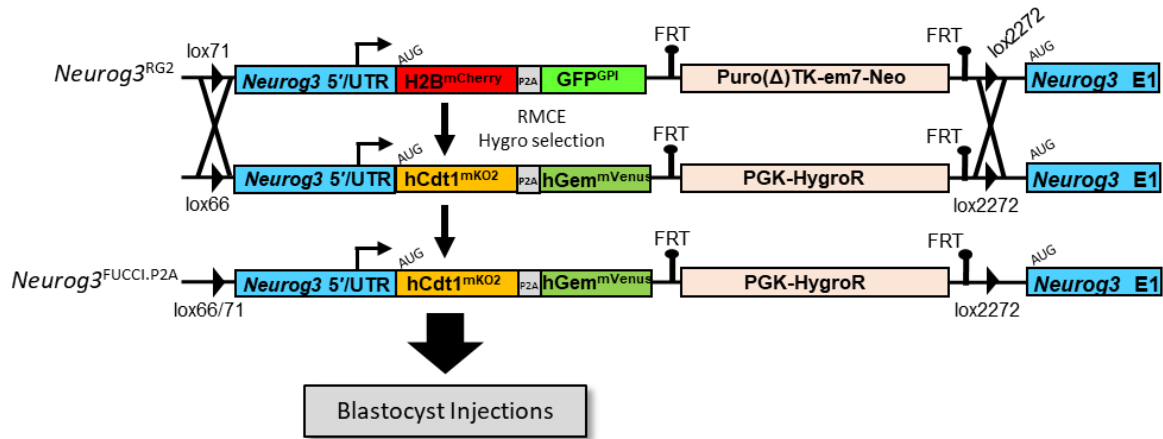 lox71 FRT FRT lox2272
Neurog3RG2 AUG AUG
Neurog3 5'/UTR H2BmCherry P2A GFPGPI Puro(Δ)TK-em7-Neo Neurog3 E1
RMCE
Hygro selection
FRT FRT
AUG AUG
Neurog3 5'/UTR hCdt1mKO2 P2A hGemmVenus PGK-HygroR Neurog3 E1
lox66 lox2272
FRT FRT
Neurog3FUCCI.P2A AUG AUG
Neurog3 5'/UTR hCdt1mKO2 P2A hGemmVenus PGK-HygroR Neurog3 E1
lox66/71 lox2272
Blastocyst Injections